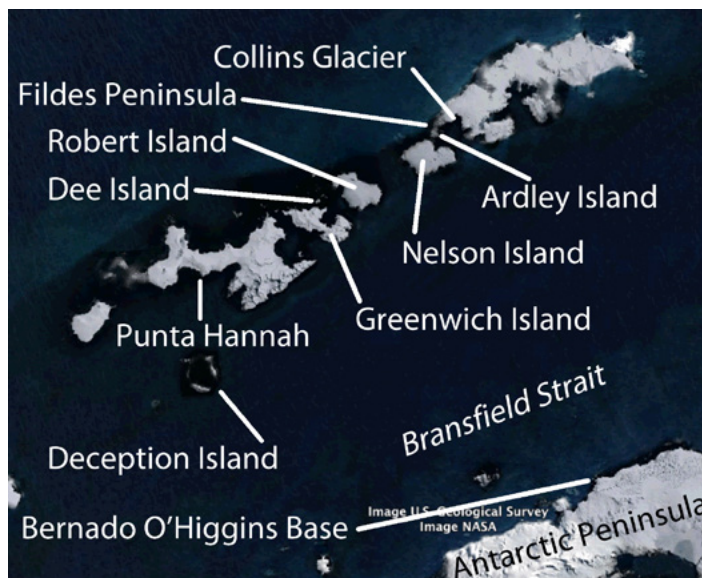 Collins Glacier
Fildes Peninsula
Robert Island
Dee Island
Ardley Island
Nelson Island
Greenwich Island
Punta Hannah
Bransfield Strait
Deception Island
Image U.S. Geological Survey
Image NASA
Bernado O'Higgins Base
Antarctic Peninsula